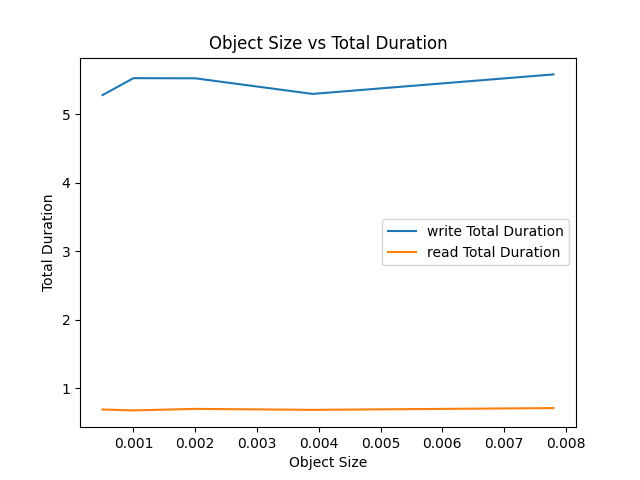 Object Size vs Total Duration
Total Duration
5
4
3
2
1
write Total Duration
read Total Duration
0.001 0.002 0.003 0.004 0.005 0.006 0.007 0.008
Object Size